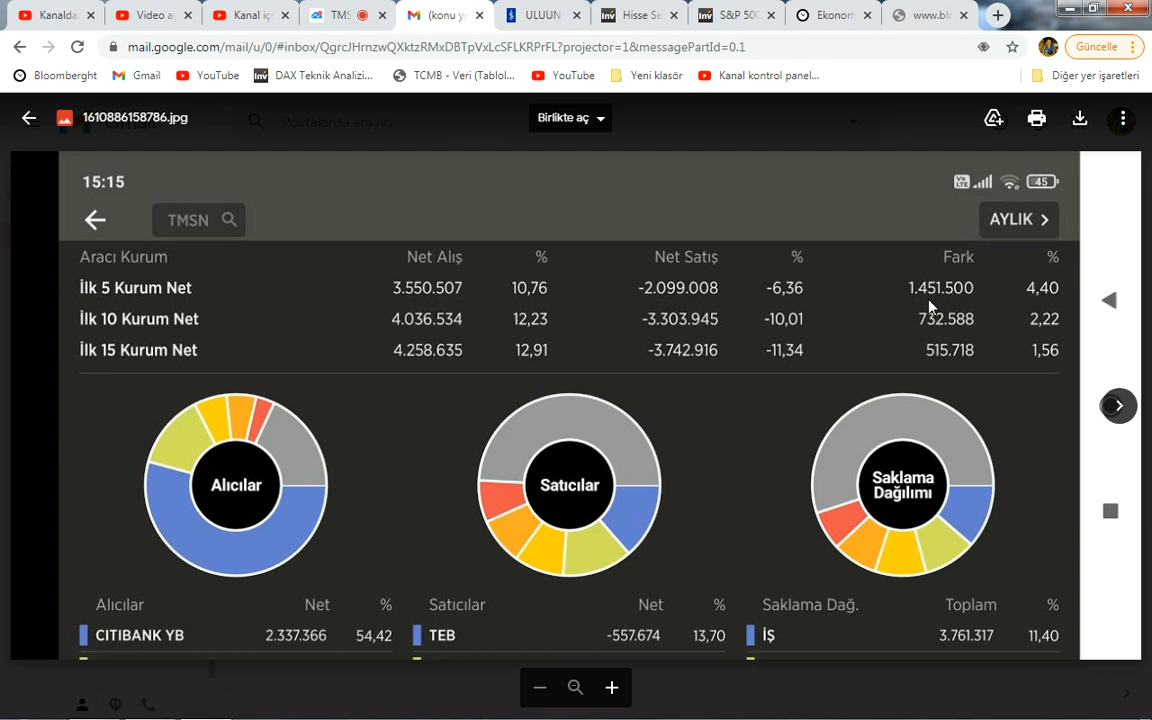 Kanalda
Video ay
Kanal içe
TMS
(konu yo
ULUUN
Hisse Se
S&P 500
Ekonom
www.blo
mail.google.com/mail/u/0/#inbox/QgrcJHrnzwQXktzRMxDBTpVxLcSFLKRPrFL?projector=1&messagePartId=0.1
Güncelle
Bloomberght
Gmail
YouTube
DAX Teknik Analizi...
TCMB - Veri (Tablol...
YouTube
Yeni klasör
Kanal kontrol panel...
Diğer yer işaretleri
1610886158786.jpg
Postalarda arayın
Birlikte aç
15:15
45
TMSN
AYLIK
Aracı Kurum Net Alış % Net Satış % Fark %
İlk 5 Kurum Net 3.550.507 10,76 -2.099.008 -6,36 1.451.500 4,40
İlk 10 Kurum Net 4.036.534 12,23 -3.303.945 -10,01 732.588 2,22
İlk 15 Kurum Net 4.258.635 12,91 -3.742.916 -11,34 515.718 1,56
Alıcılar
Satıcılar
Saklama
Dağılımı
Alıcılar Net % Satıcılar Net % Saklama Dağ. Toplam %
CITIBANK YB 2.337.366 54,42 TEB -557.674 13,70 İŞ 3.761.317 11,40